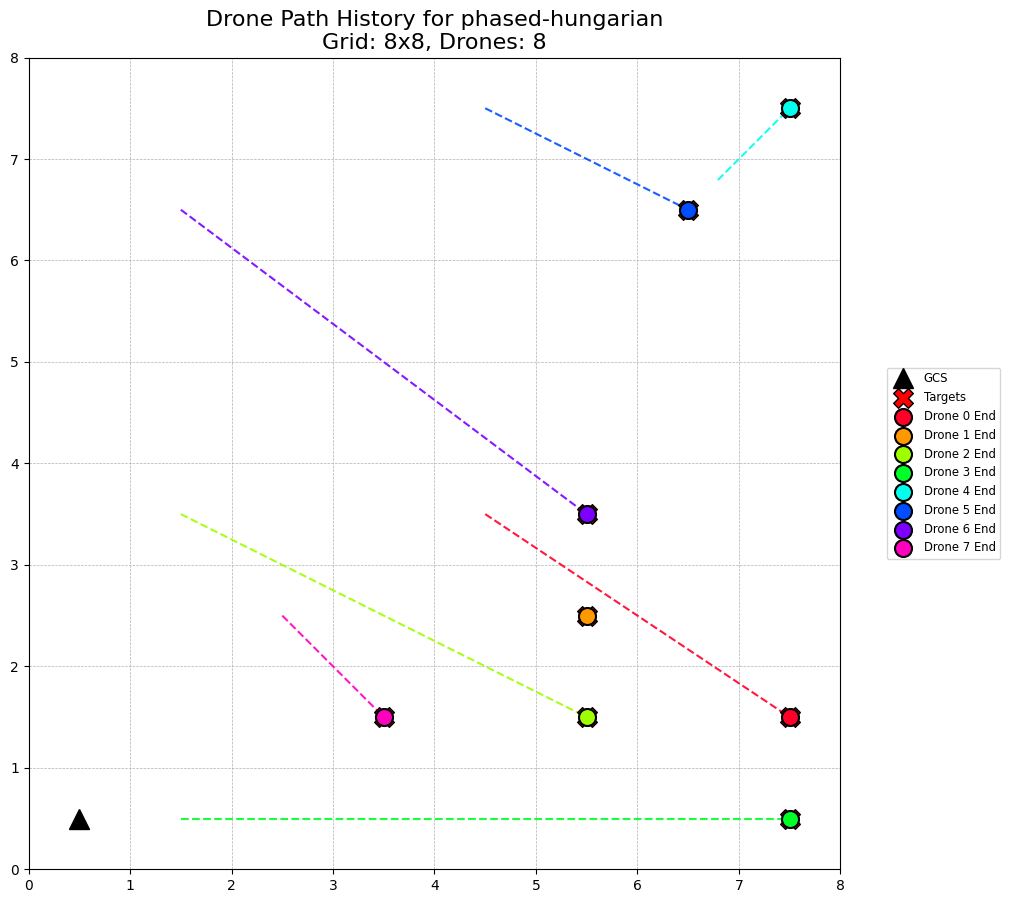 Drone Path History for phased-hungarian
Grid: 8x8, Drones: 8
8
7
6
5
4
3
2
1
0
0 1 2 3 4 5 6 7 8
GCS
Targets
Drone 0 End
Drone 1 End
Drone 2 End
Drone 3 End
Drone 4 End
Drone 5 End
Drone 6 End
Drone 7 End